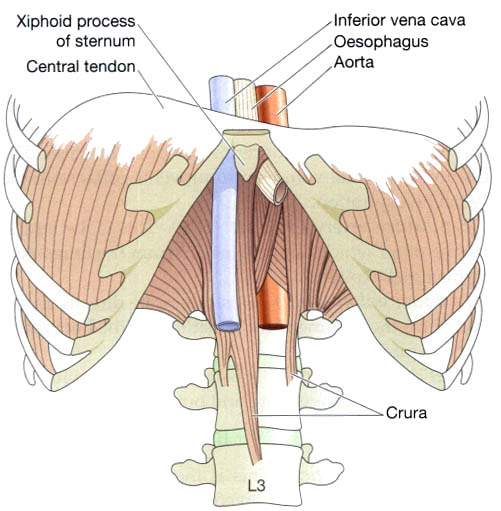 Xiphoid process
of sternum
Central tendon
Inferior vena cava
Oesophagus
Aorta
Crura
L3